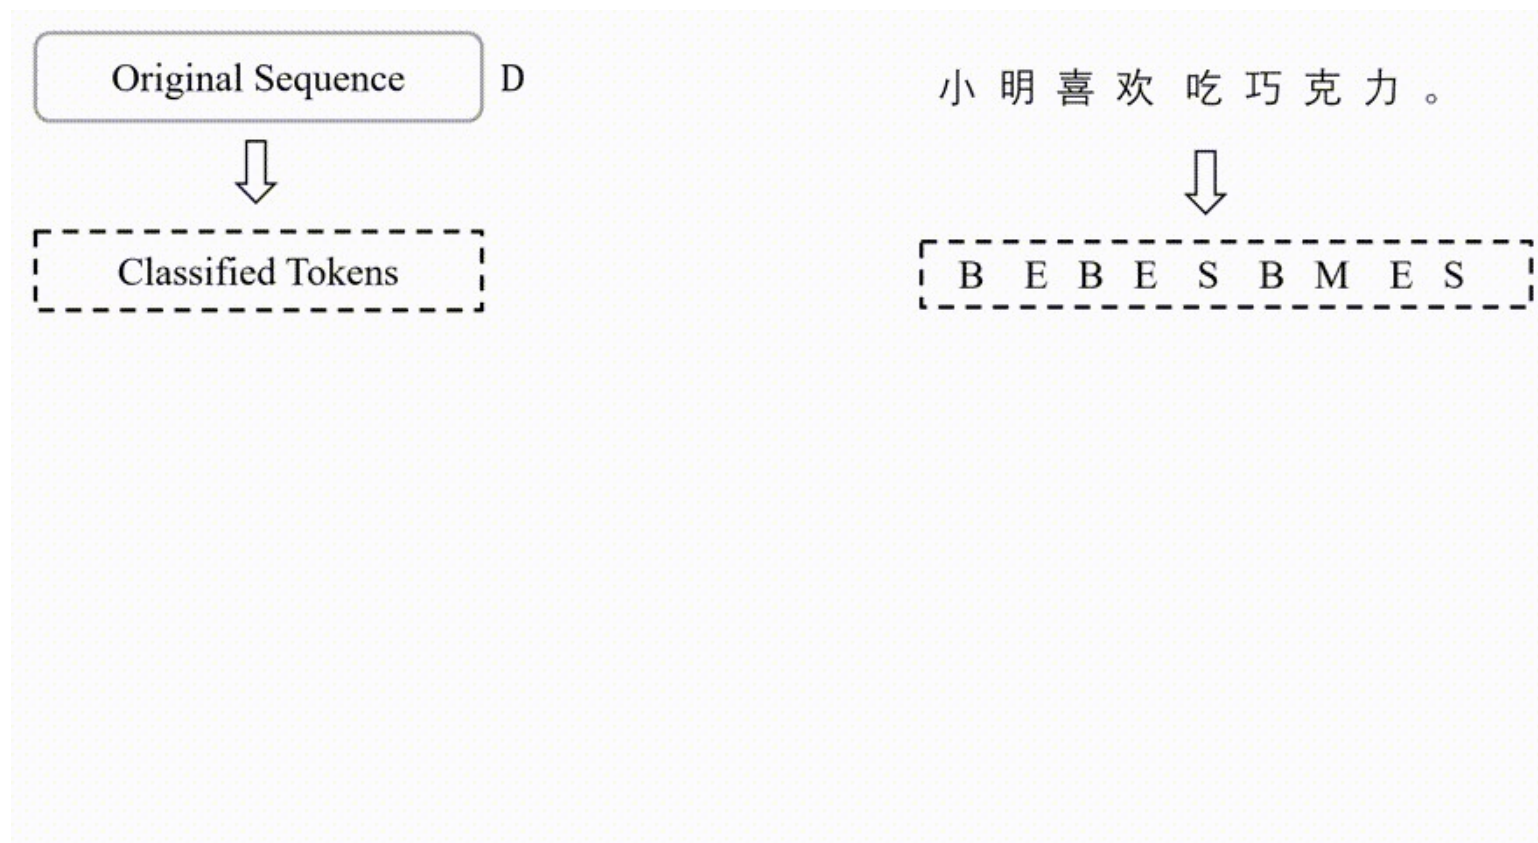 Original Sequence D
小 明 喜 欢 吃 巧 克 力 。
Classified Tokens
B E B E S B M E S